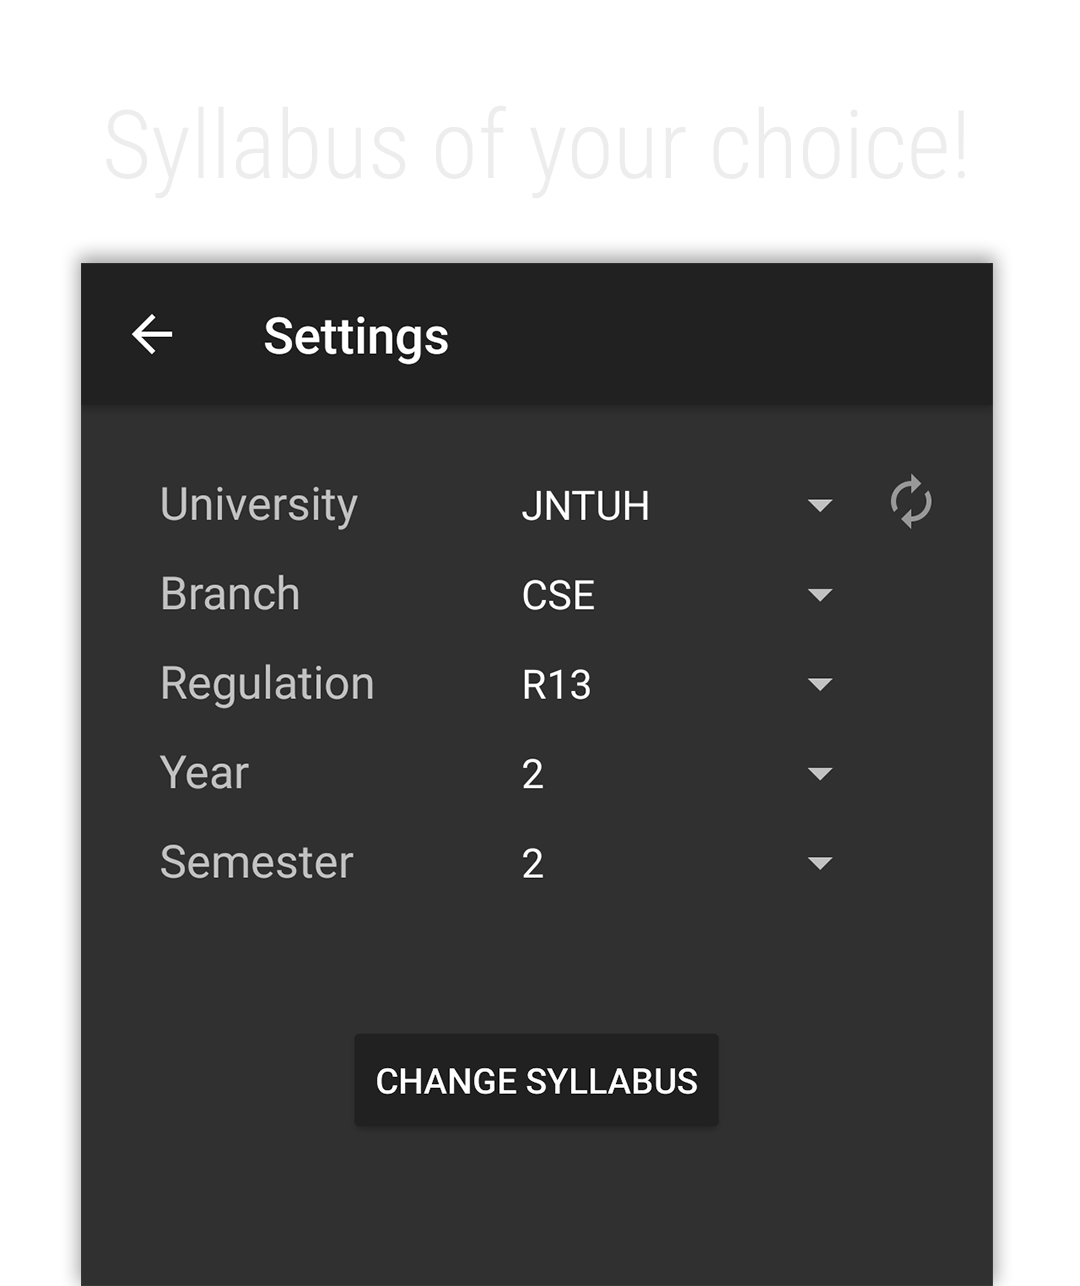 Syllabus of your choice!
Settings
University JNTUH
Branch CSE
Regulation R13
Year 2
Semester 2
CHANGE SYLLABUS